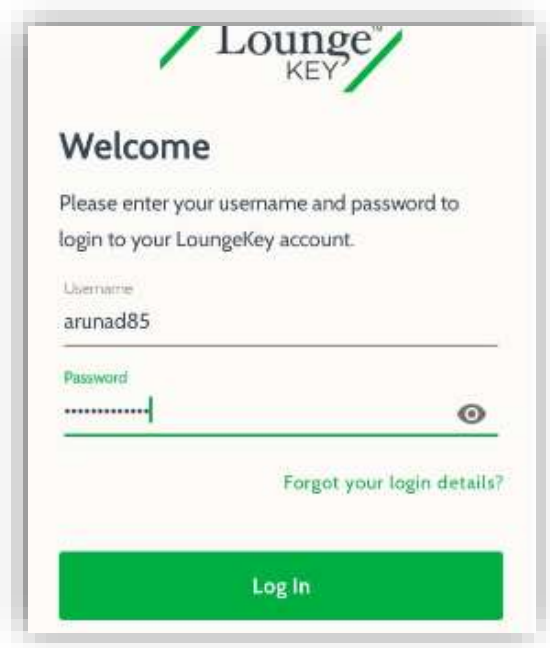 Lounge™
KEY
Welcome
Please enter your username and password to
login to your LoungeKey account.
Username
arunad85
Password
•••••••••••••
Forgot your login details?
Log In